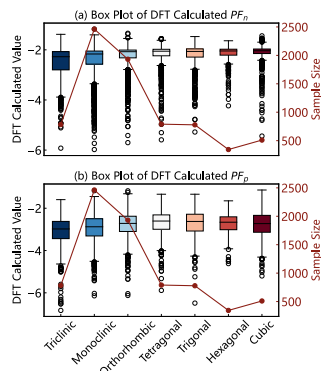 (a) Box Plot of DFT Calculated PFn
DFT Calculated Value
−2
−4
−6
2500
2000
1500
1000
500
Sample Size
(b) Box Plot of DFT Calculated PFp
DFT Calculated Value
−2
−4
−6
2500
2000
1500
1000
500
Sample Size
Triclinic
Monoclinic
Orthorhombic
Tetragonal
Trigonal
Hexagonal
Cubic